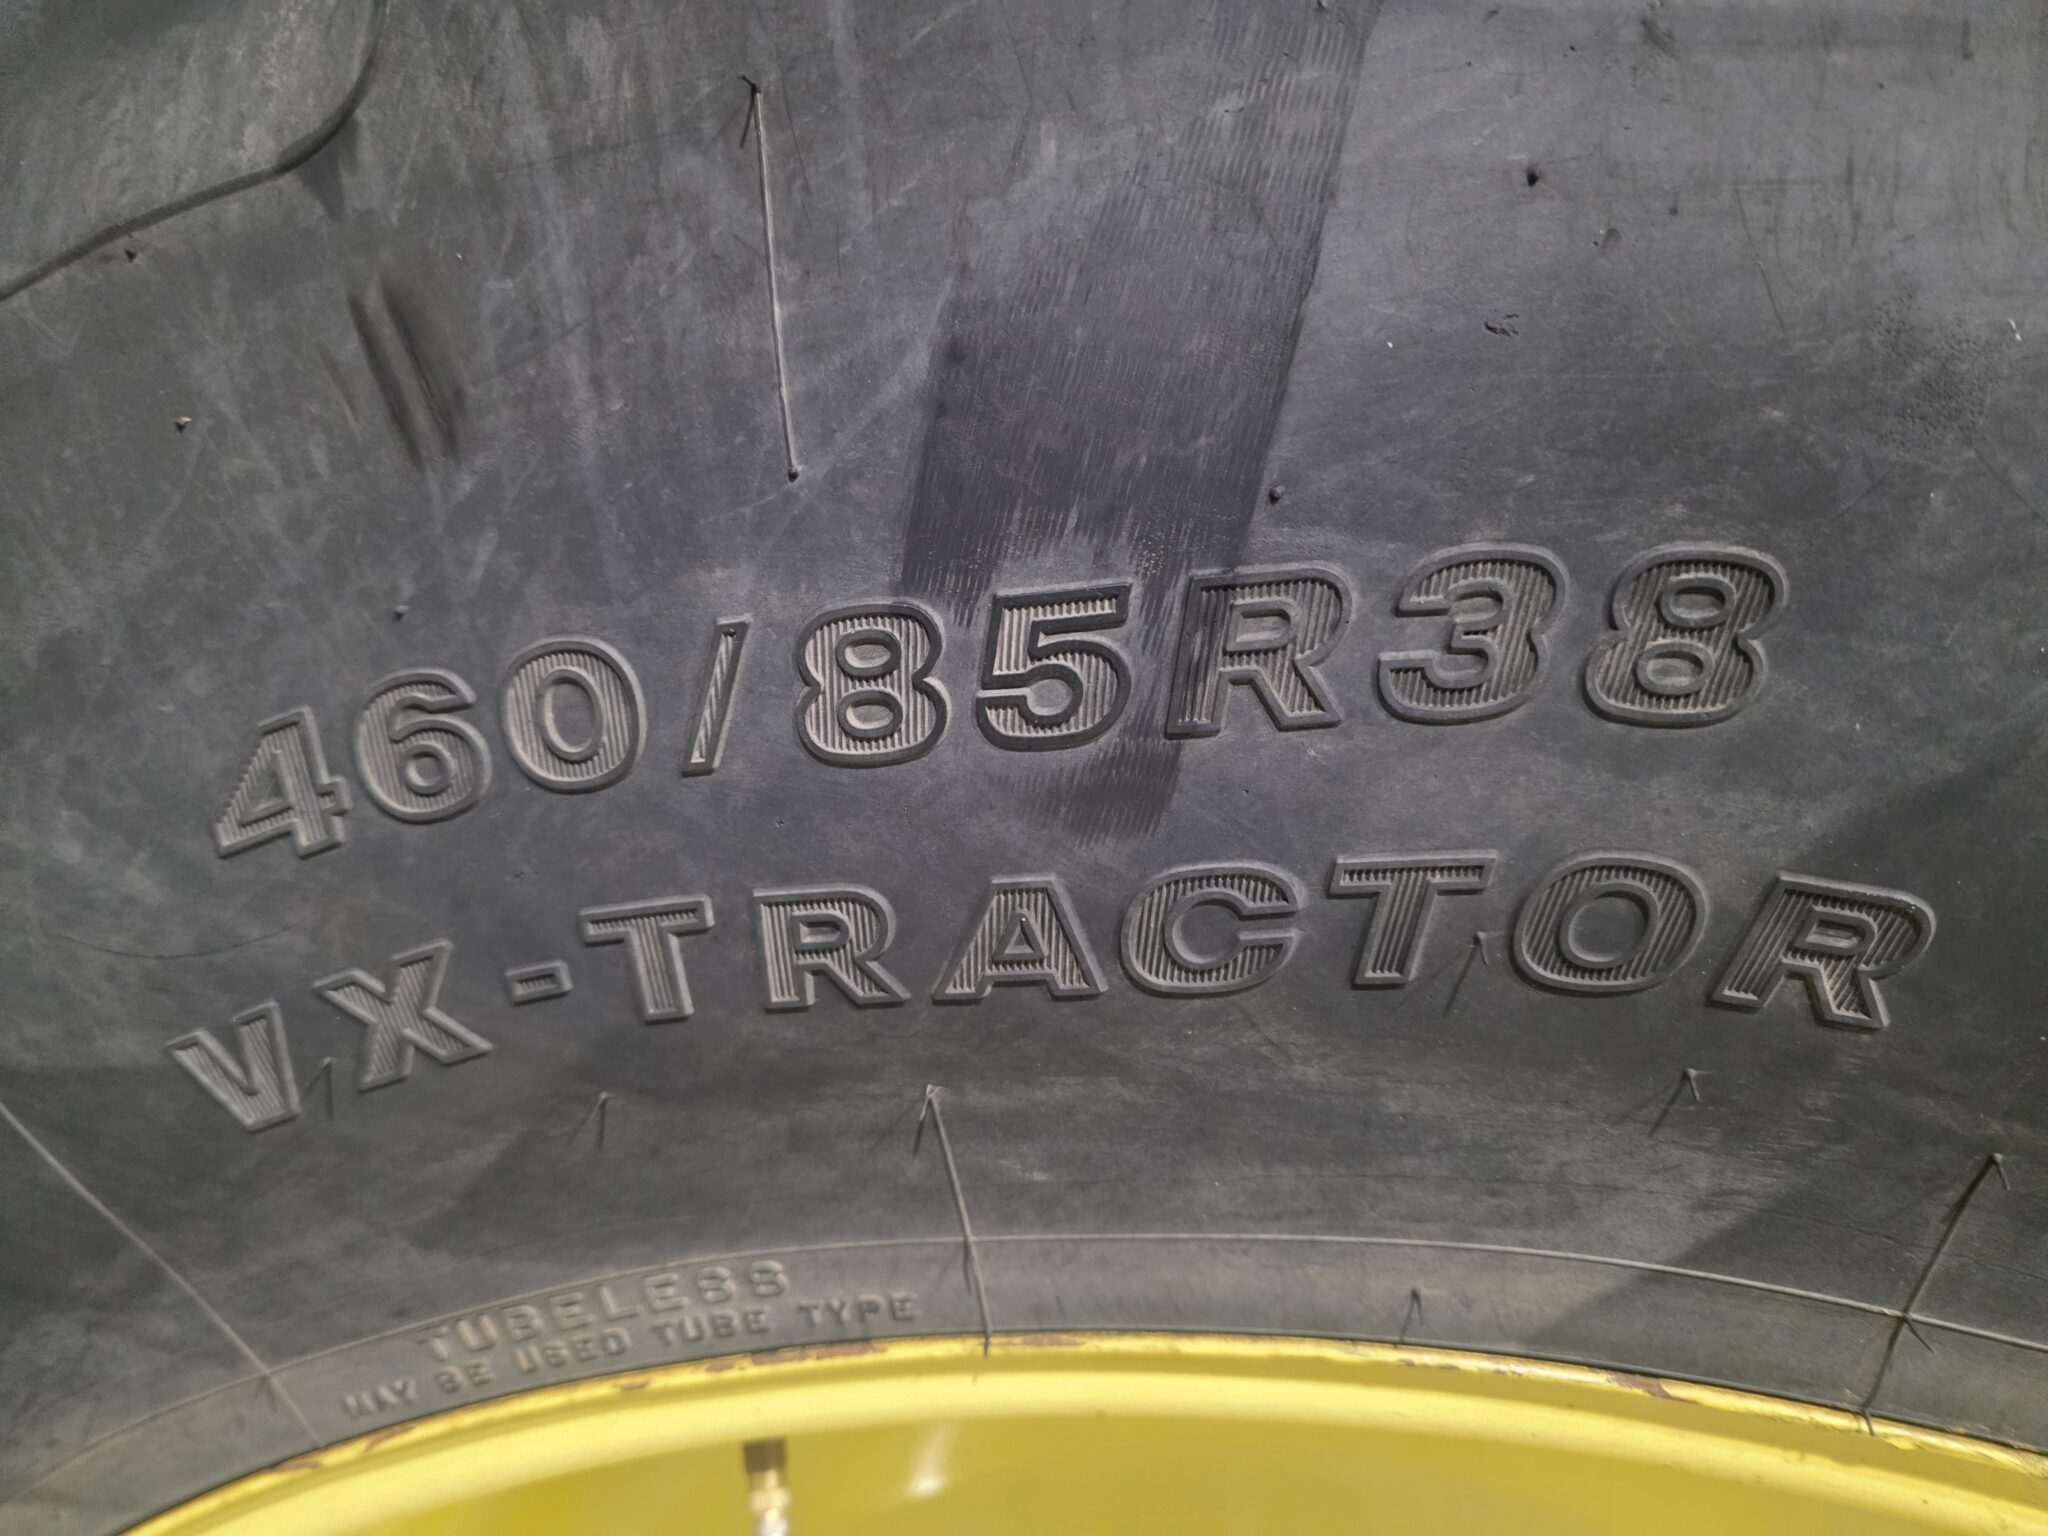 460/85R38
VX-TRACTOR
TUBELESS
MAY BE USED TUBE TYPE